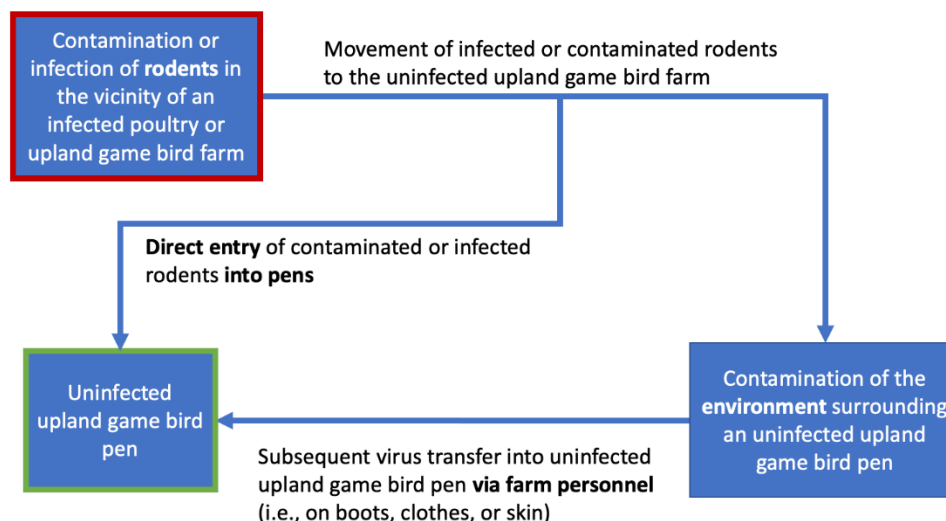 Contamination or
infection of rodents in
the vicinity of an
infected poultry or
upland game bird farm
Movement of infected or contaminated rodents
to the uninfected upland game bird farm
Direct entry of contaminated or infected
rodents into pens
Uninfected
upland game bird
pen
Contamination of the
environment surrounding
an uninfected upland
game bird pen
Subsequent virus transfer into uninfected
upland game bird pen via farm personnel
(i.e., on boots, clothes, or skin)